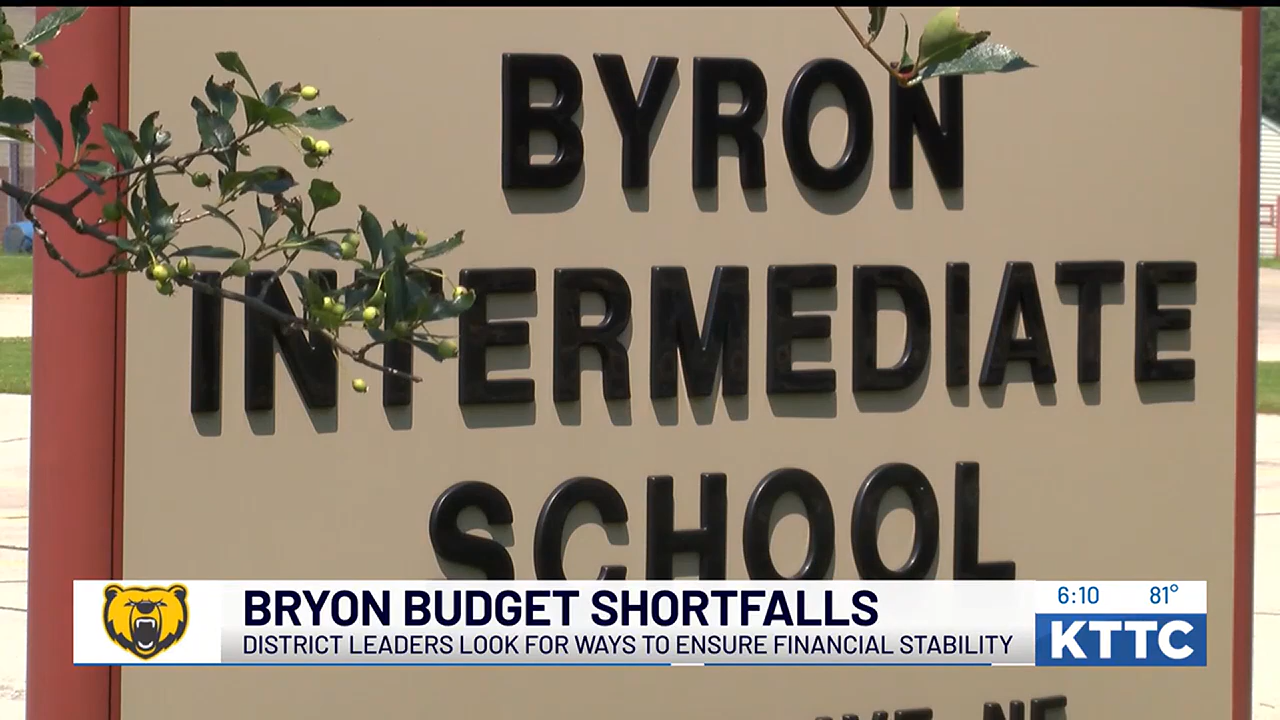 BYRON
INTERMEDIATE
SCHOOL
BRYON BUDGET SHORTFALLS
DISTRICT LEADERS LOOK FOR WAYS TO ENSURE FINANCIAL STABILITY
6:10 81°
KTTC
NE